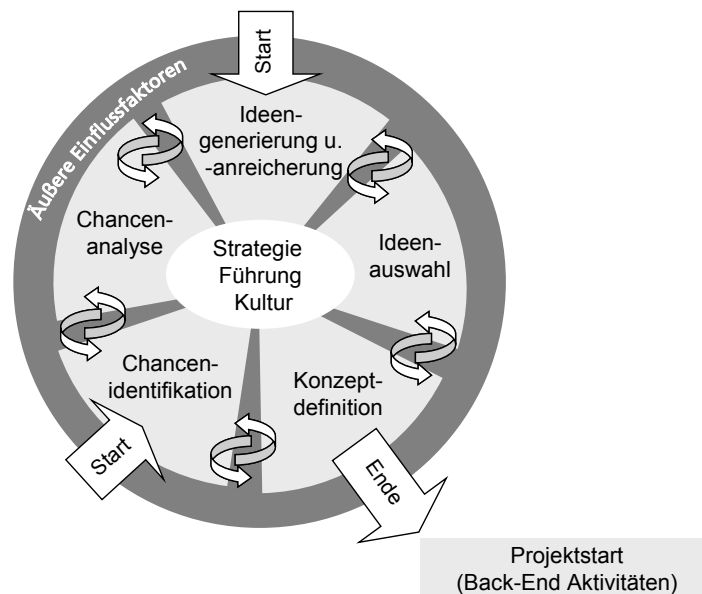 Start
Äußere Einflussfaktoren
Ideen-
generierung u.
-anreicherung
Chancen-
analyse
Strategie
Führung
Kultur
Ideen-
auswahl
Chancen-
identifikation
Konzept-
definition
Start
Ende
Projektstart
(Back-End Aktivitäten)